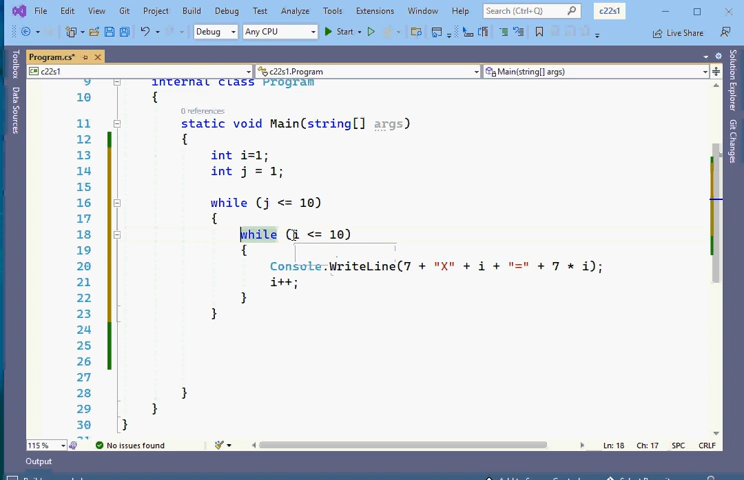 File Edit View Git Project Build Debug Test Analyze Tools Extensions Window Help Search (Ctrl+Q) c22s1
Debug Any CPU Start Live Share
Program.cs*
c22s1 c22s1.Program Main(string[] args)
Toolbox
Data Sources
Solution Explorer
Git Changes
9 internal class Program
10 {
0 references
11 static void Main(string[] args)
12 {
13 int i=1;
14 int j = 1;
15
16 while (j <= 10)
17 {
18 while (i <= 10)
19 {
20 Console.WriteLine(7 + "X" + i + "=" + 7 * i);
21 i++;
22 }
23 }
24
25
26
27
28 }
29 }
30 }
115 % No issues found Ln: 18 Ch: 17 SPC CRLF
Output